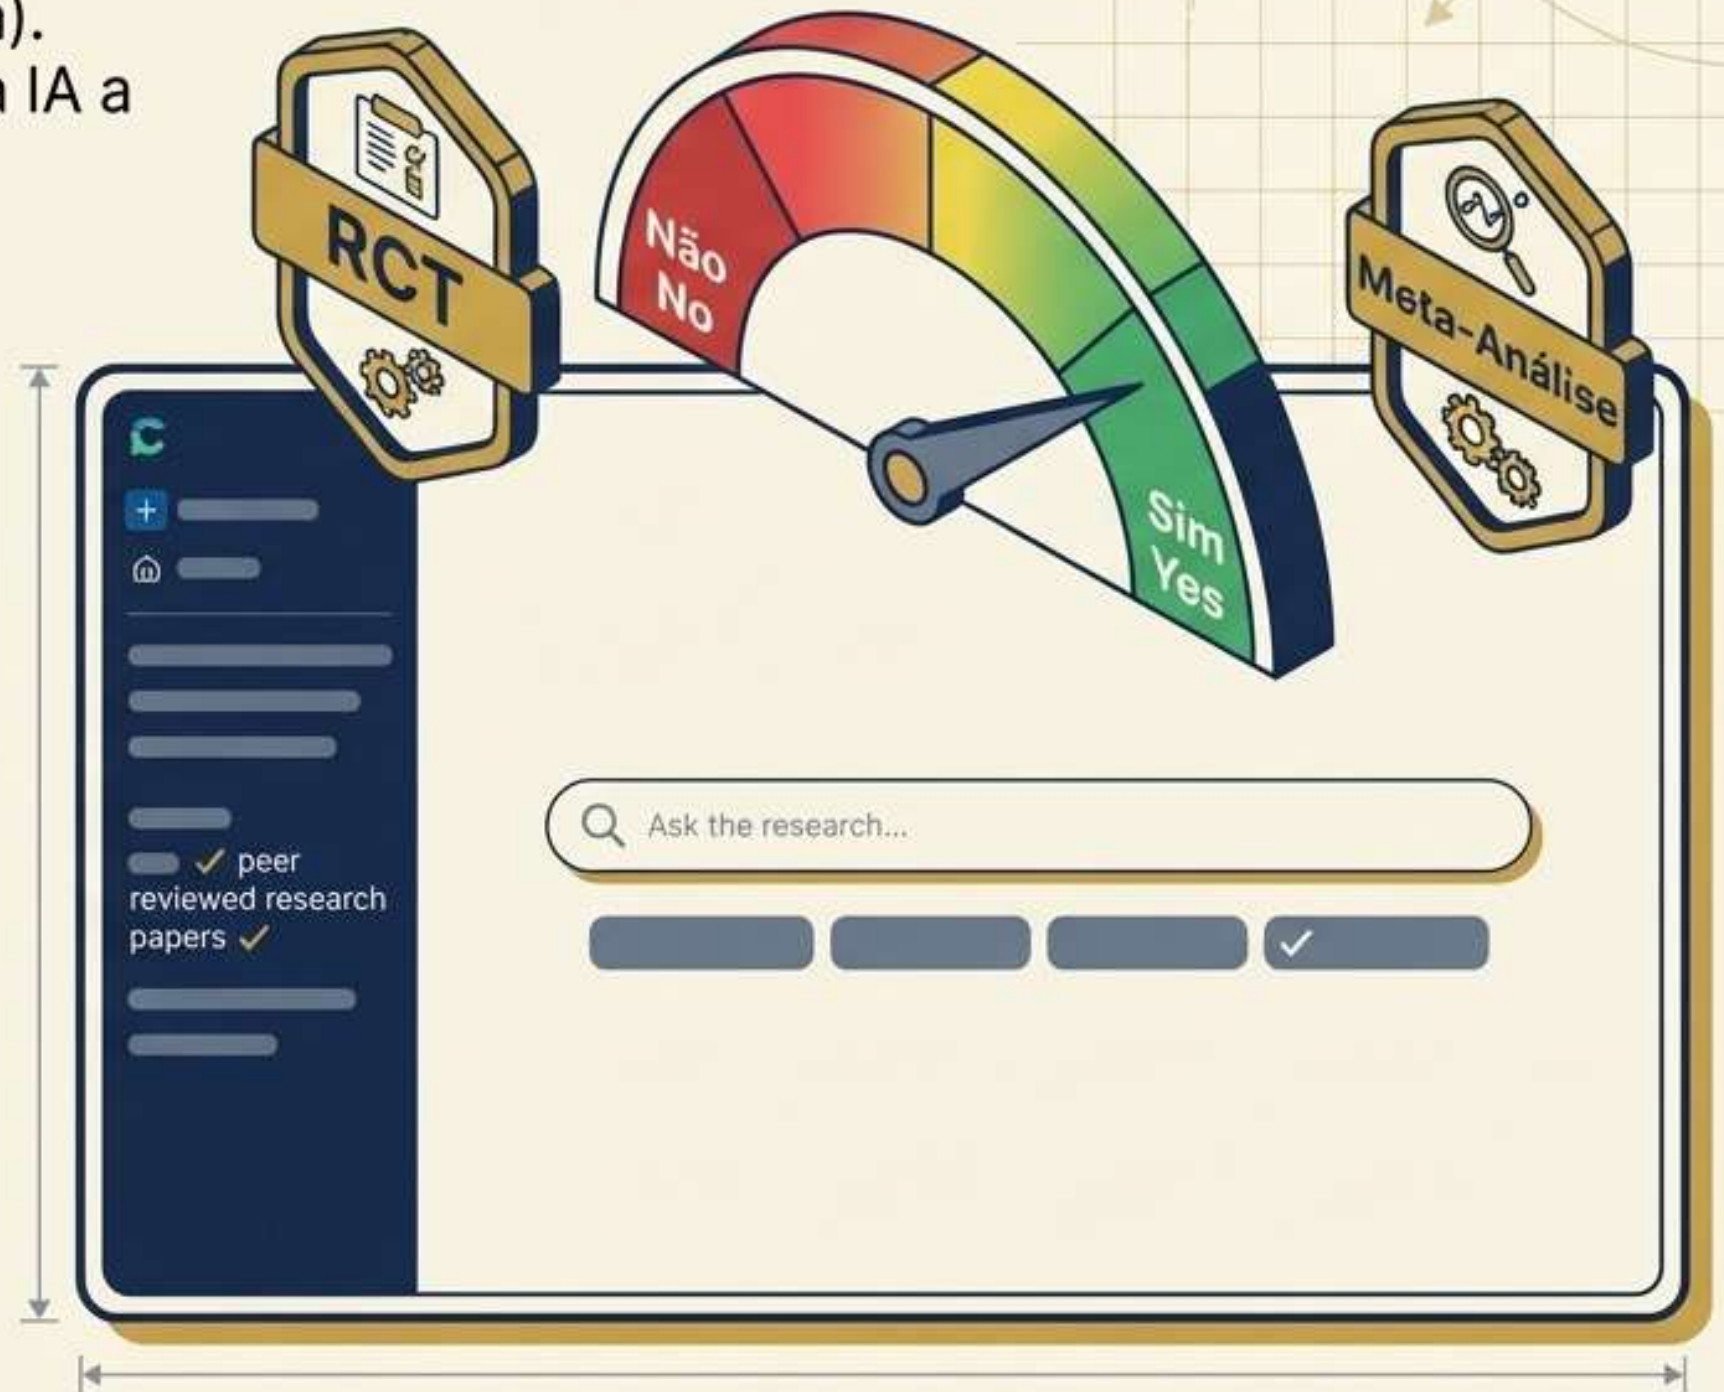 ).
IA a
RCT
Não
No
Meta-Análise
Sim
Yes
peer
reviewed research
papers
Ask the research...